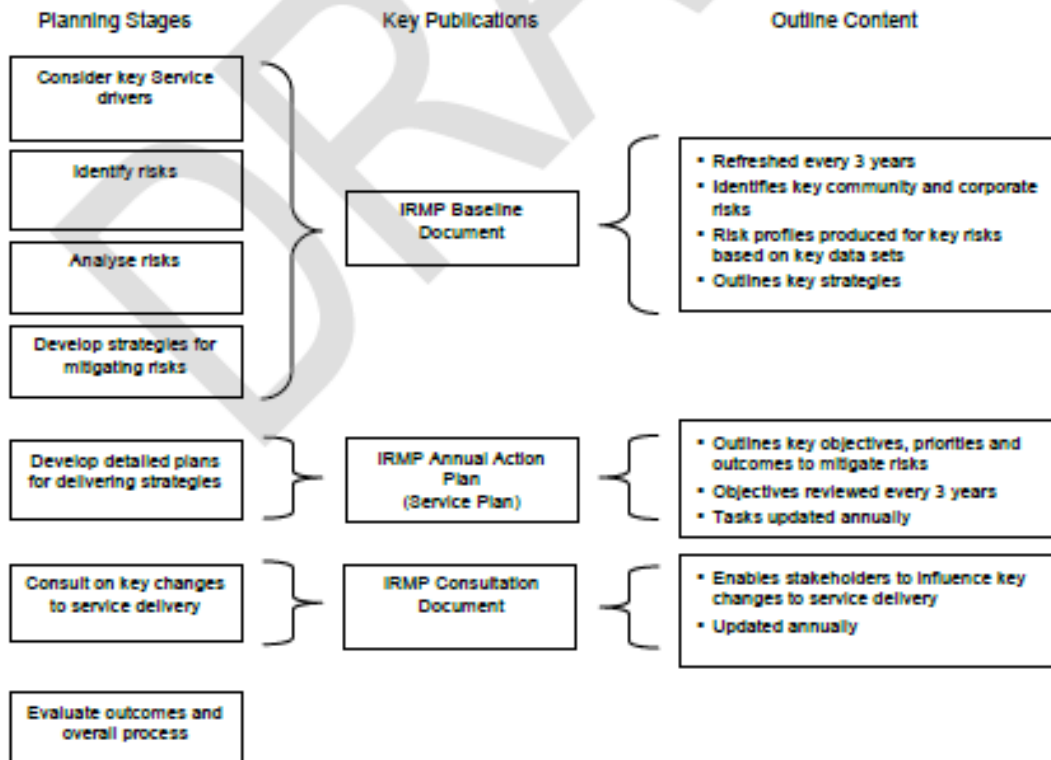 Planning Stages
Key Publications
Outline Content
Consider key Service
drivers
Identify risks
Analyse risks
Develop strategies for
mitigating risks
IRMP Baseline
Document
▪ Refreshed every 3 years
▪ Identifies key community and corporate
risks
▪ Risk profiles produced for key risks
based on key data sets
▪ Outlines key strategies
Develop detailed plans
for delivering strategies
IRMP Annual Action
Plan
(Service Plan)
▪ Outlines key objectives, priorities and
outcomes to mitigate risks
▪ Objectives reviewed every 3 years
▪ Tasks updated annually
Consult on key changes
to service delivery
IRMP Consultation
Document
▪ Enables stakeholders to influence key
changes to service delivery
▪ Updated annually
Evaluate outcomes and
overall process
DRA